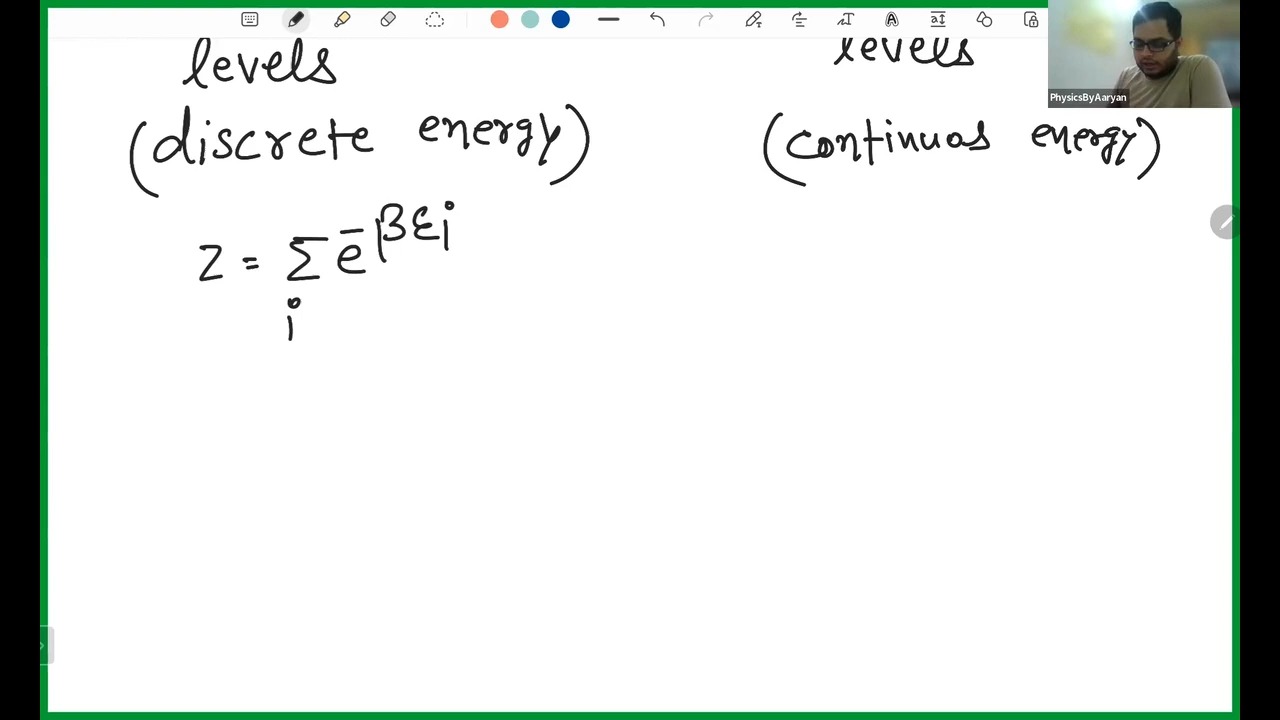 levels
(discrete energy)
Z = Σ e^-βεi
i
levels
(continuos energy)
PhysicsByAaryan